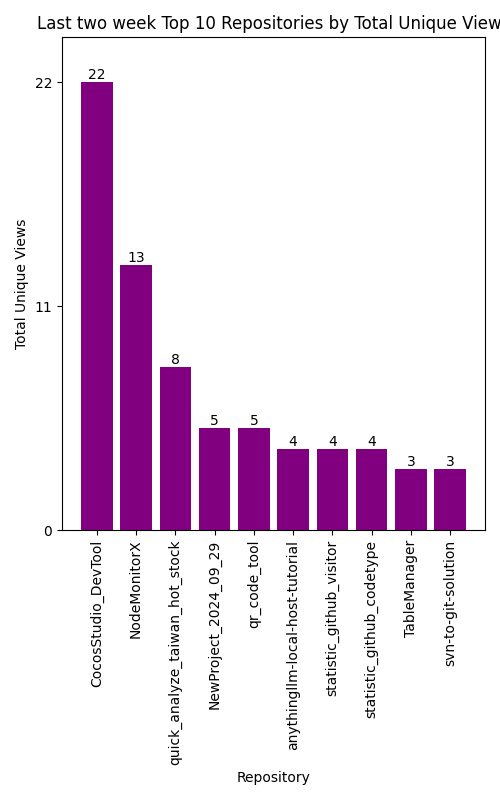 Last two week Top 10 Repositories by Total Unique View
22
13
8
5
5
4
4
4
3
3
22
11
0
Total Unique Views
CocosStudio_DevTool
NodeMonitorX
quick_analyze_taiwan_hot_stock
NewProject_2024_09_29
qr_code_tool
anythingllm-local-host-tutorial
statistic_github_visitor
statistic_github_codetype
TableManager
svn-to-git-solution
Repository